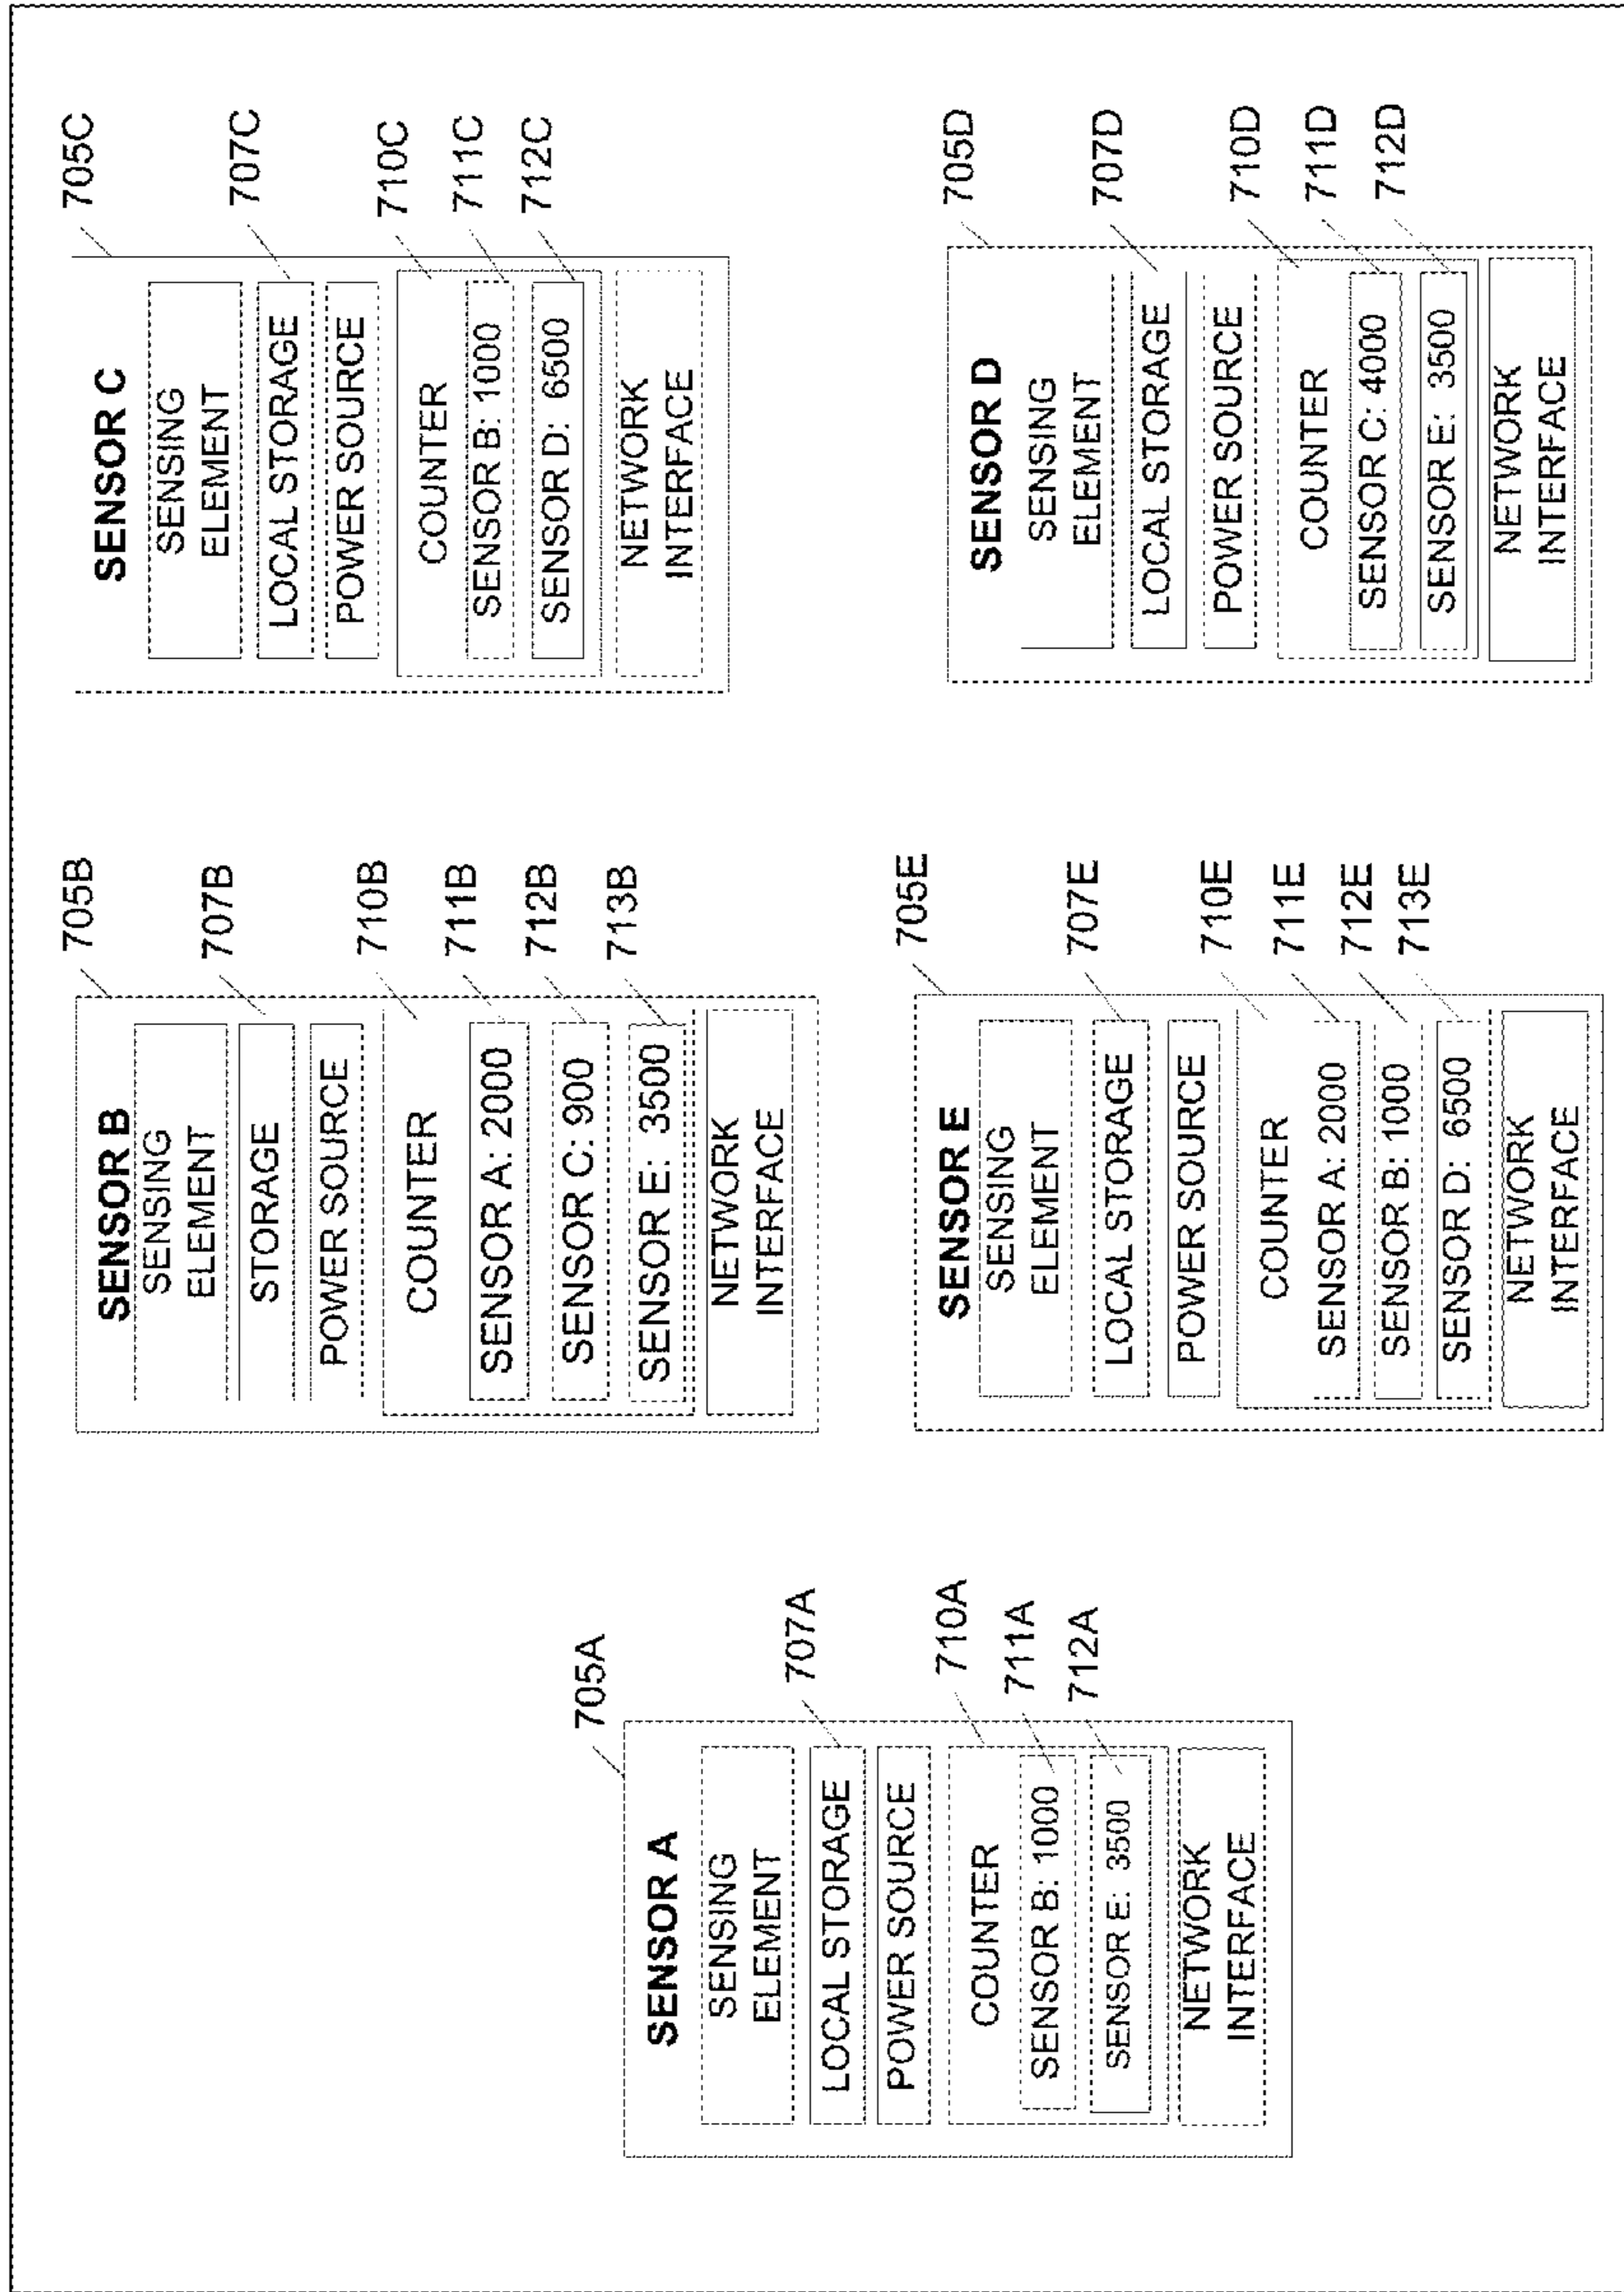 SENSOR A
SENSING
ELEMENT
LOCAL STORAGE
POWER SOURCE
COUNTER
SENSOR B: 1000
SENSOR E: 3500
NETWORK
INTERFACE
705A
707A
710A
711A
712A
SENSOR B
SENSING
ELEMENT
STORAGE
POWER SOURCE
COUNTER
SENSOR A: 2000
SENSOR C: 900
SENSOR E: 3500
NETWORK
INTERFACE
705B
707B
710B
711B
712B
713B
SENSOR C
SENSING
ELEMENT
LOCAL STORAGE
POWER SOURCE
COUNTER
SENSOR B: 1000
SENSOR D: 6500
NETWORK
INTERFACE
705C
707C
710C
711C
712C
SENSOR E
SENSING
ELEMENT
LOCAL STORAGE
POWER SOURCE
COUNTER
SENSOR A: 2000
SENSOR B: 1000
SENSOR D: 6500
NETWORK
INTERFACE
705E
707E
710E
711E
712E
713E
SENSOR D
SENSING
ELEMENT
LOCAL STORAGE
POWER SOURCE
COUNTER
SENSOR C: 4000
SENSOR E: 3500
NETWORK
INTERFACE
705D
707D
710D
711D
712D